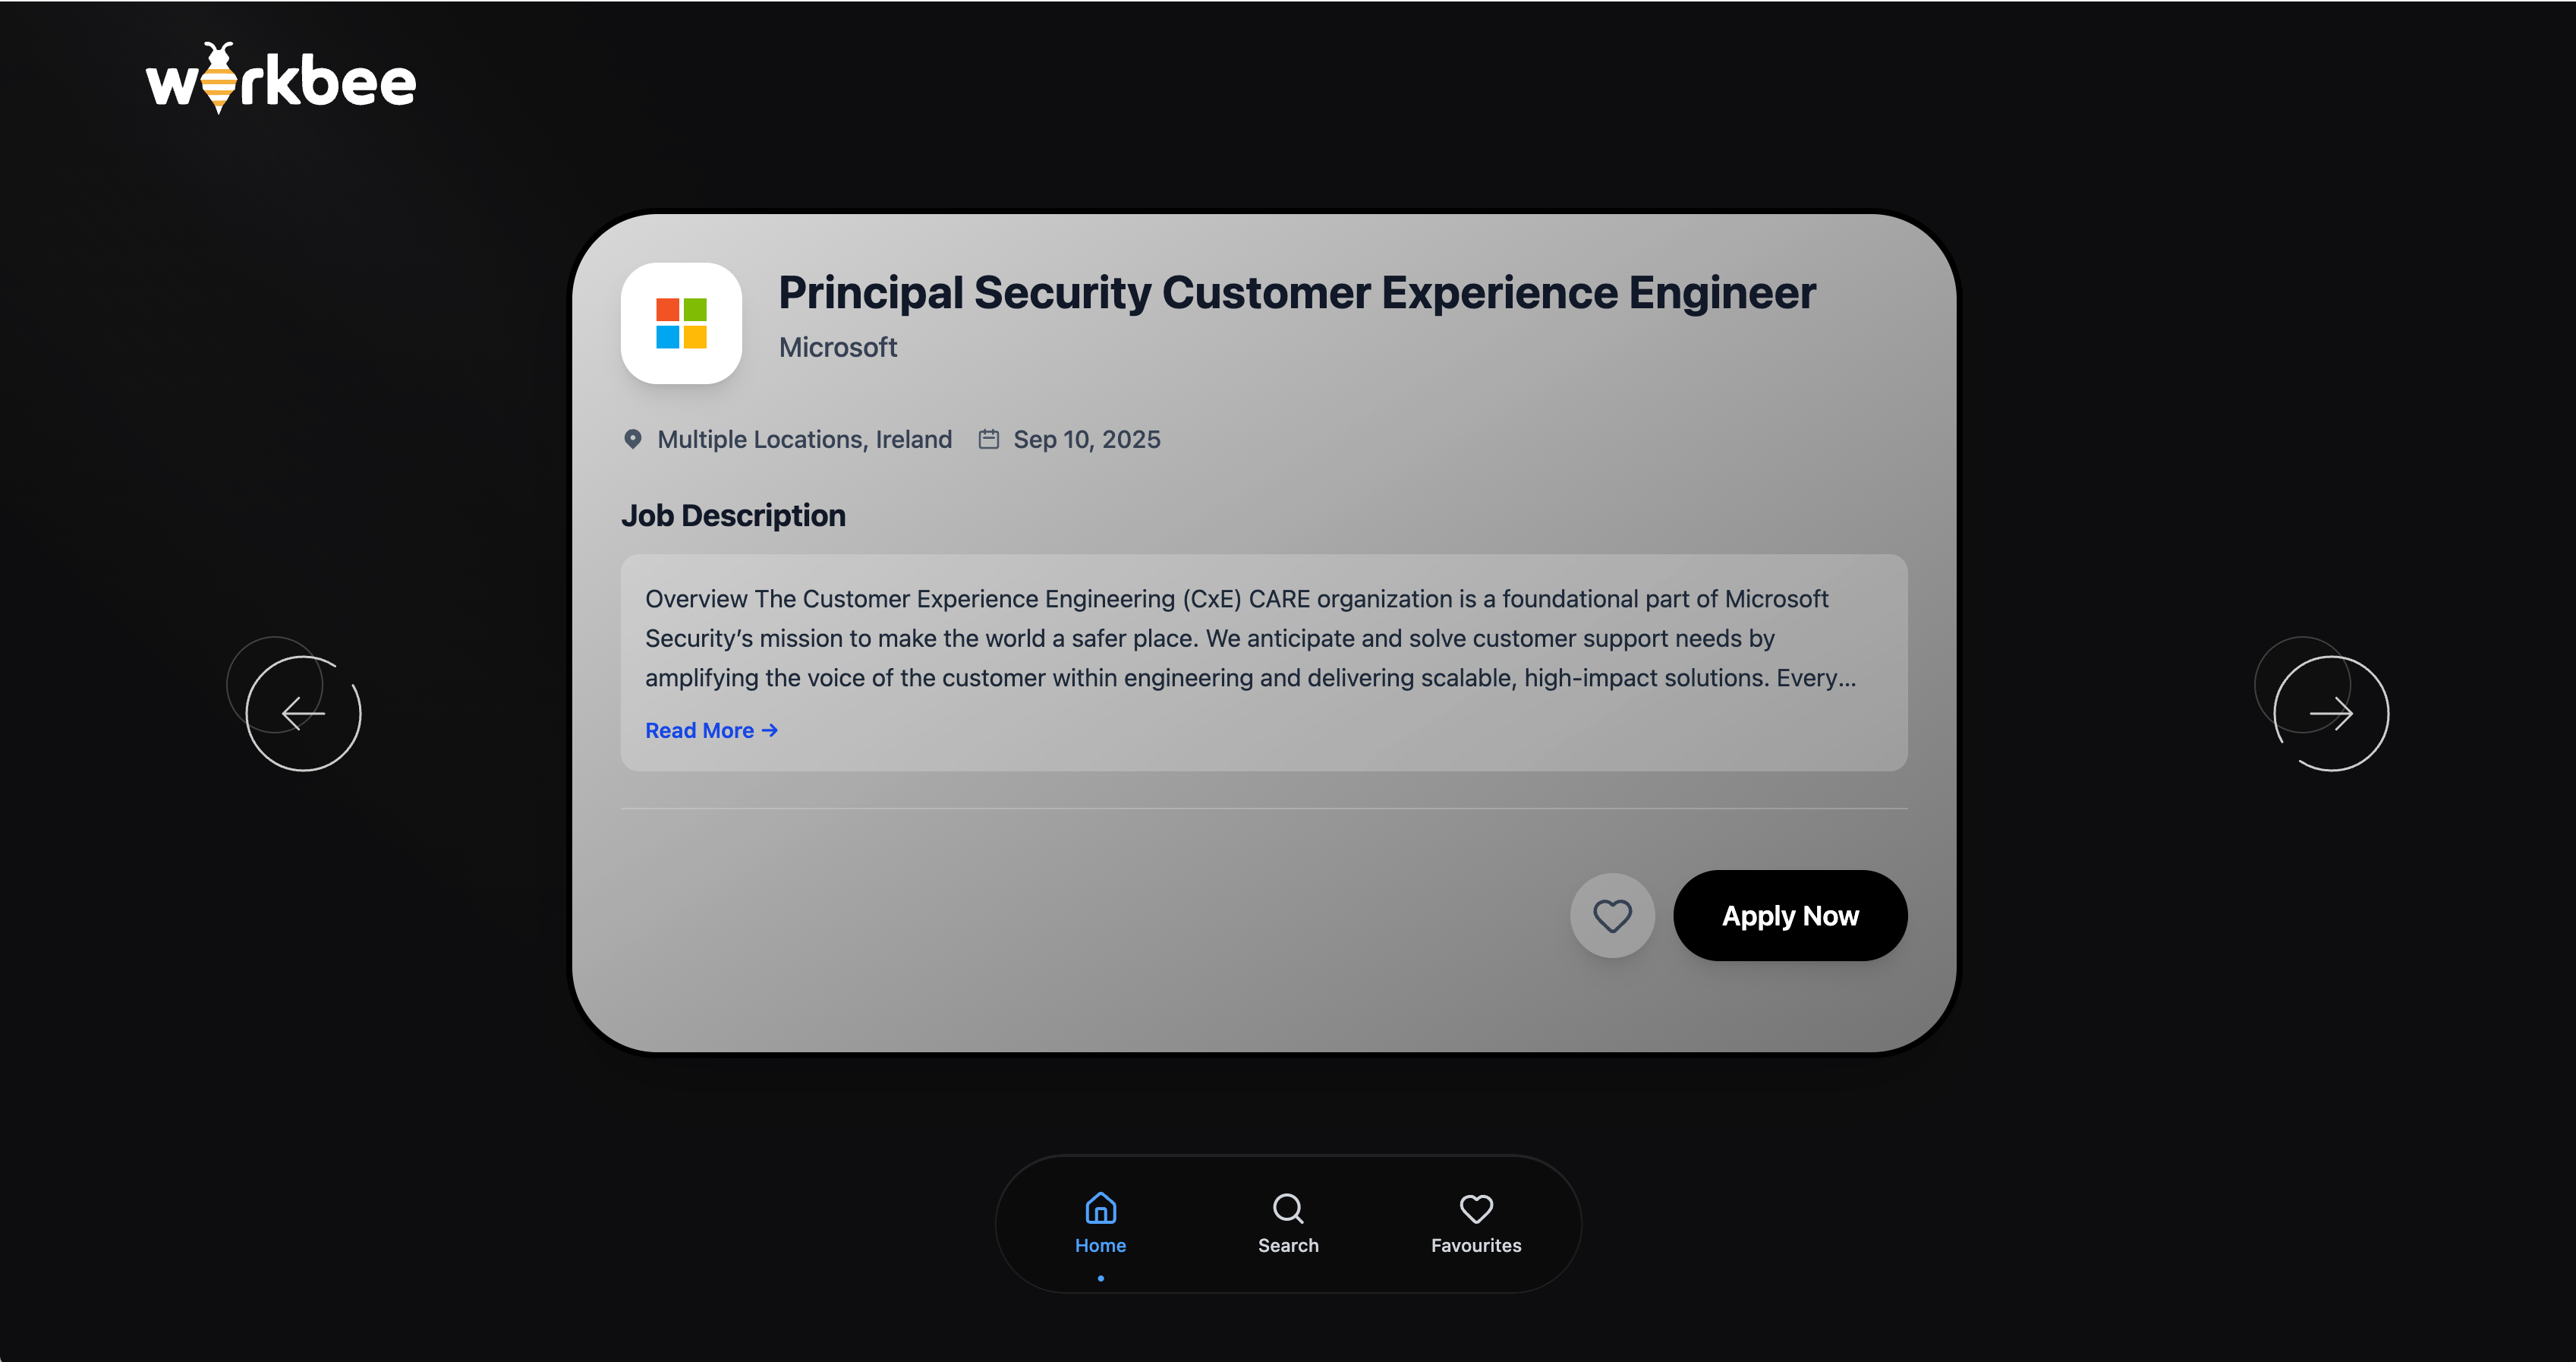 workbee
Principal Security Customer Experience Engineer
Microsoft
Multiple Locations, Ireland Sep 10, 2025
Job Description
Overview The Customer Experience Engineering (CxE) CARE organization is a foundational part of Microsoft
Security’s mission to make the world a safer place. We anticipate and solve customer support needs by
amplifying the voice of the customer within engineering and delivering scalable, high-impact solutions. Every...
Read More →
Apply Now
Home Search Favourites